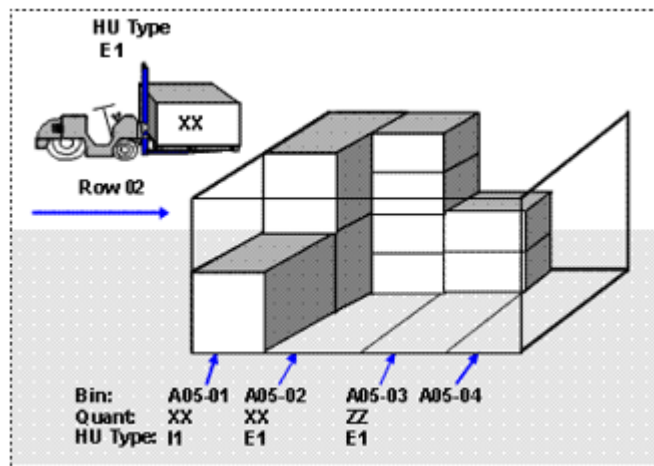 HU Type
E1
XX
Row 02
Bin: A05-01 A05-02 A05-03 A05-04
Quant: XX XX ZZ
HU Type: I1 E1 E1